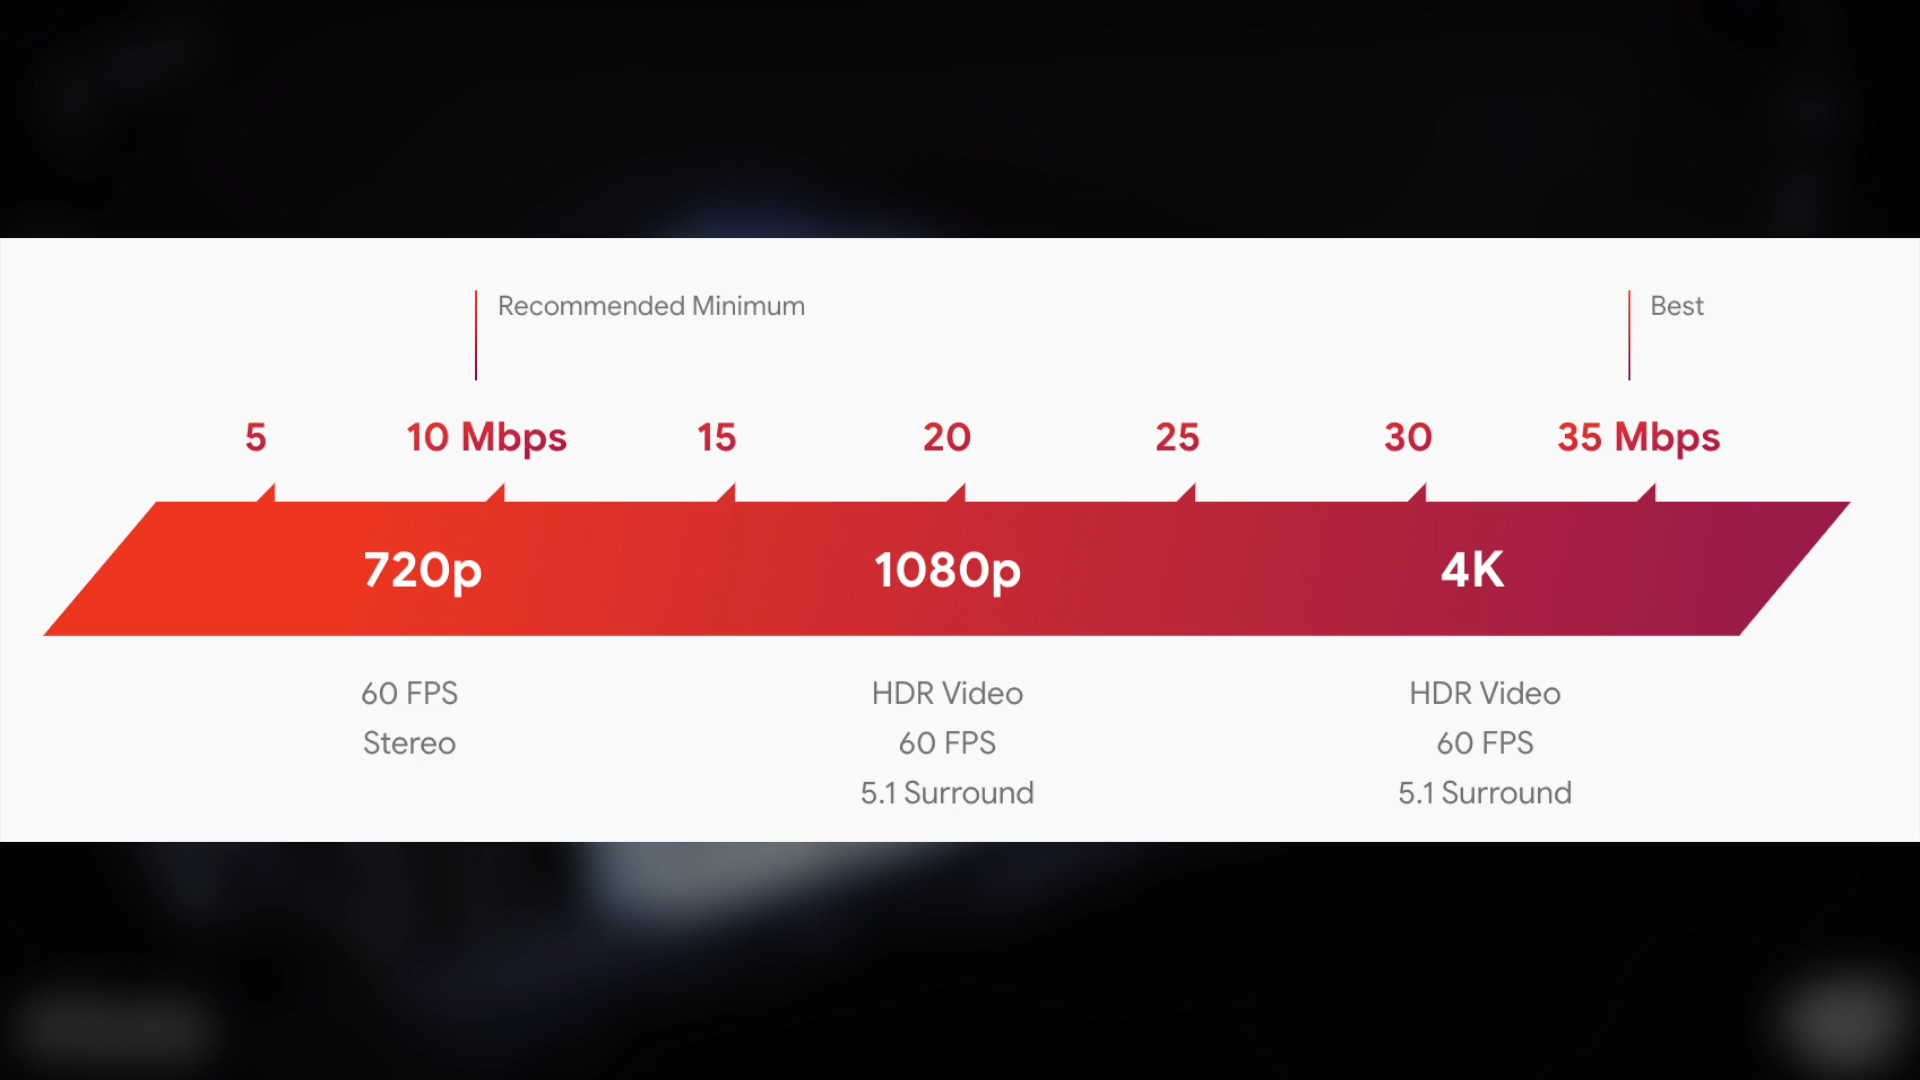 Recommended Minimum
Best
5 10 Mbps 15 20 25 30 35 Mbps
720p 1080p 4K
60 FPS HDR Video HDR Video
Stereo 60 FPS 60 FPS
5.1 Surround 5.1 Surround